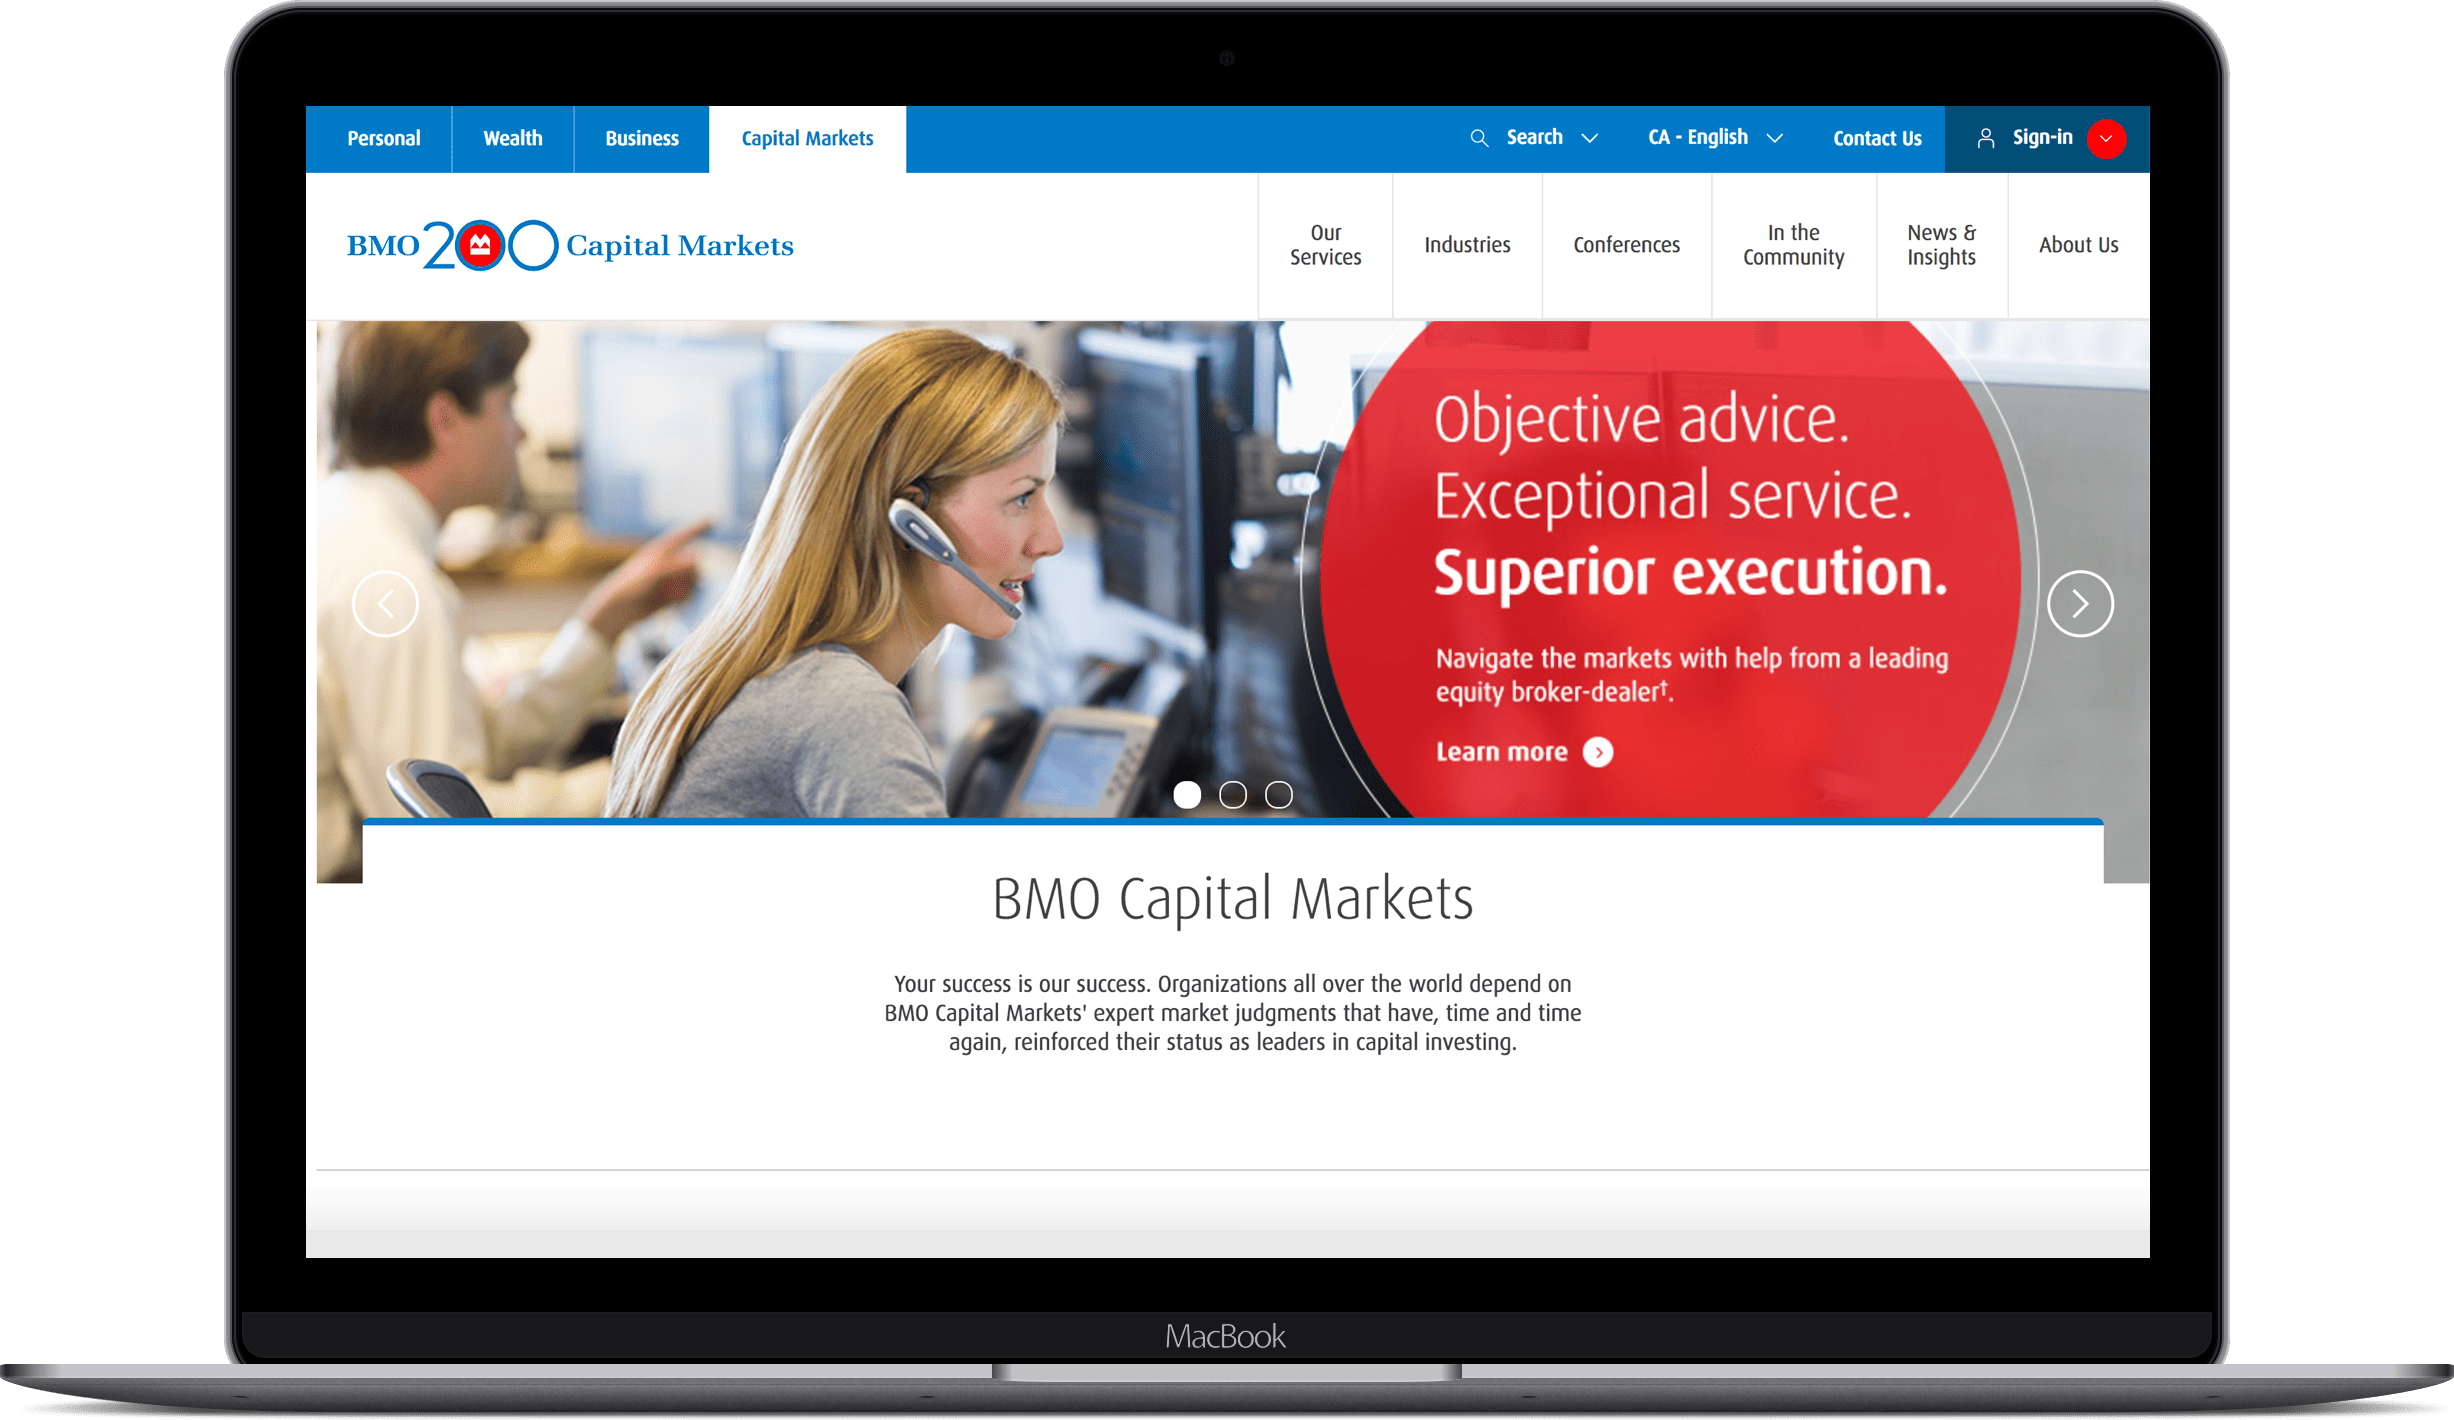 Personal
Wealth
Business
Capital Markets
Search
CA - English
Contact Us
Sign-in
BMO 200 Capital Markets
Our
Services
Industries
Conferences
In the
Community
News &
Insights
About Us
Objective advice.
Exceptional service.
Superior execution.
Navigate the markets with help from a leading
equity broker-dealer†.
Learn more
BMO Capital Markets
Your success is our success. Organizations all over the world depend on
BMO Capital Markets' expert market judgments that have, time and time
again, reinforced their status as leaders in capital investing.
MacBook